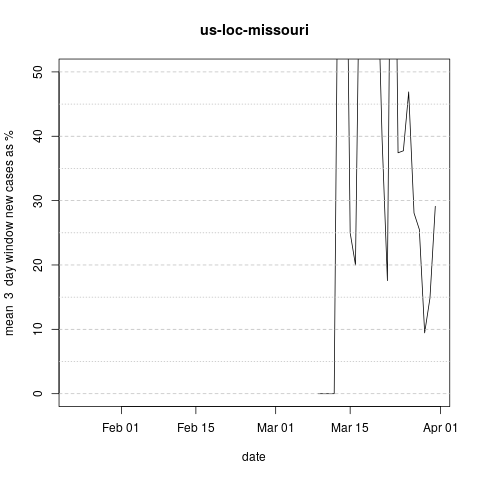 us-loc-missouri
mean  3  day window new cases as %
50
40
30
20
10
0
Feb 01
Feb 15
Mar 01
Mar 15
Apr 01
date